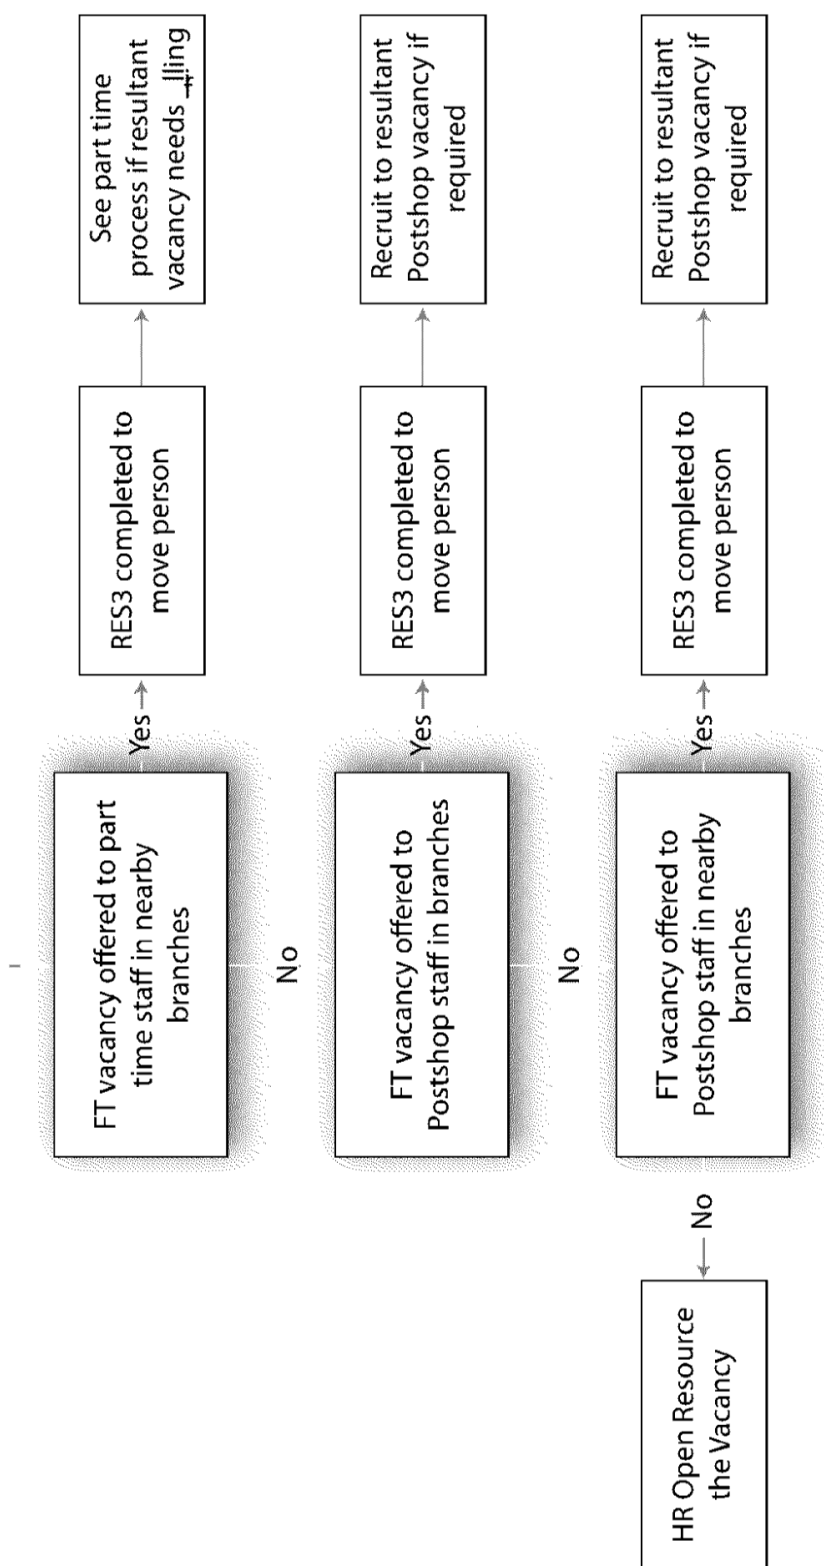 FT vacancy offered to part
time staff in nearby
branches
Yes
RES3 completed to
move person
See part time
process if resultant
vacancy needs
No
FT vacancy offered to
Postshop staff in branches
Yes
RES3 completed to
move person
Recruit to resultant
Postshop vacancy if
required
No
FT vacancy offered to
Postshop staff in nearby
branches
Yes
RES3 completed to
move person
Recruit to resultant
Postshop vacancy if
required
No
HR Open Resource
the Vacancy